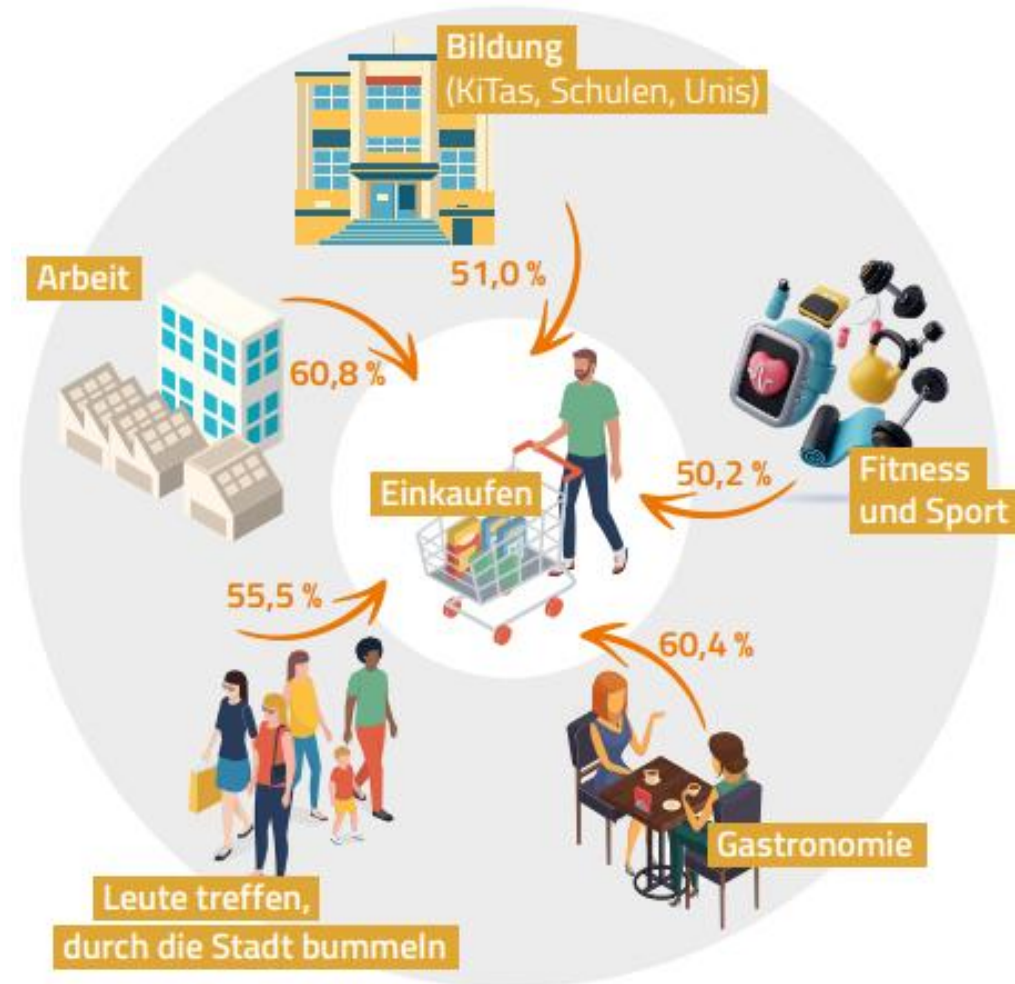 Bildung
(KiTas, Schulen, Unis)
51,0 %
Arbeit
60,8 %
Einkaufen
50,2 %
Fitness
und Sport
55,5 %
60,4 %
Gastronomie
Leute treffen,
durch die Stadt bummeln